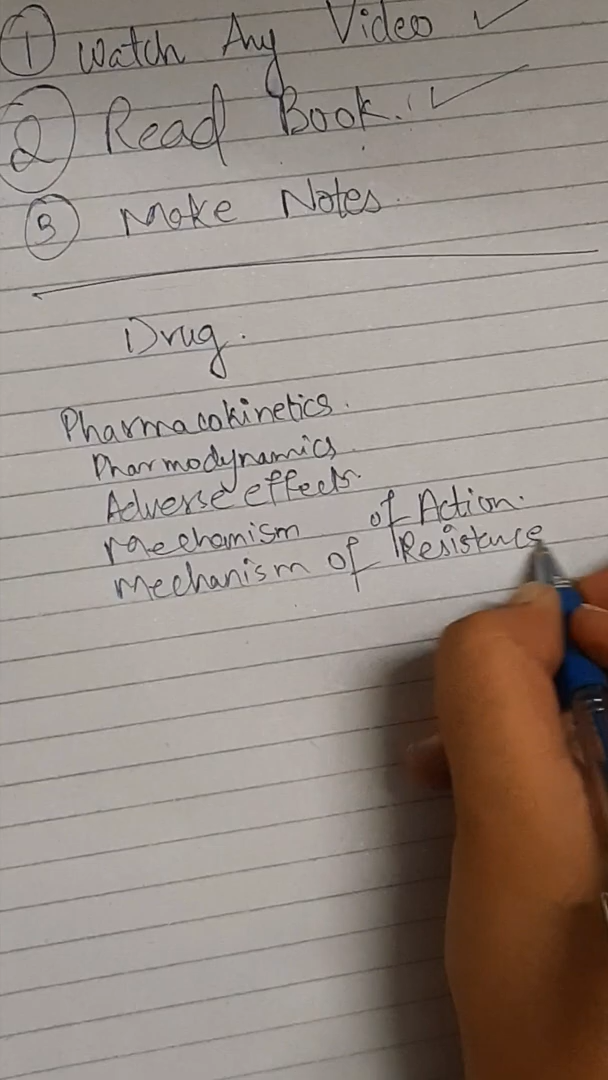 ① Watch Any Video ✓
② Read Book. ✓
③ Make Notes.
Drug.
Pharmacokinetics.
Pharmodynamics.
Adverse effects.
Mechamism of Action.
Mechanism of Resistance